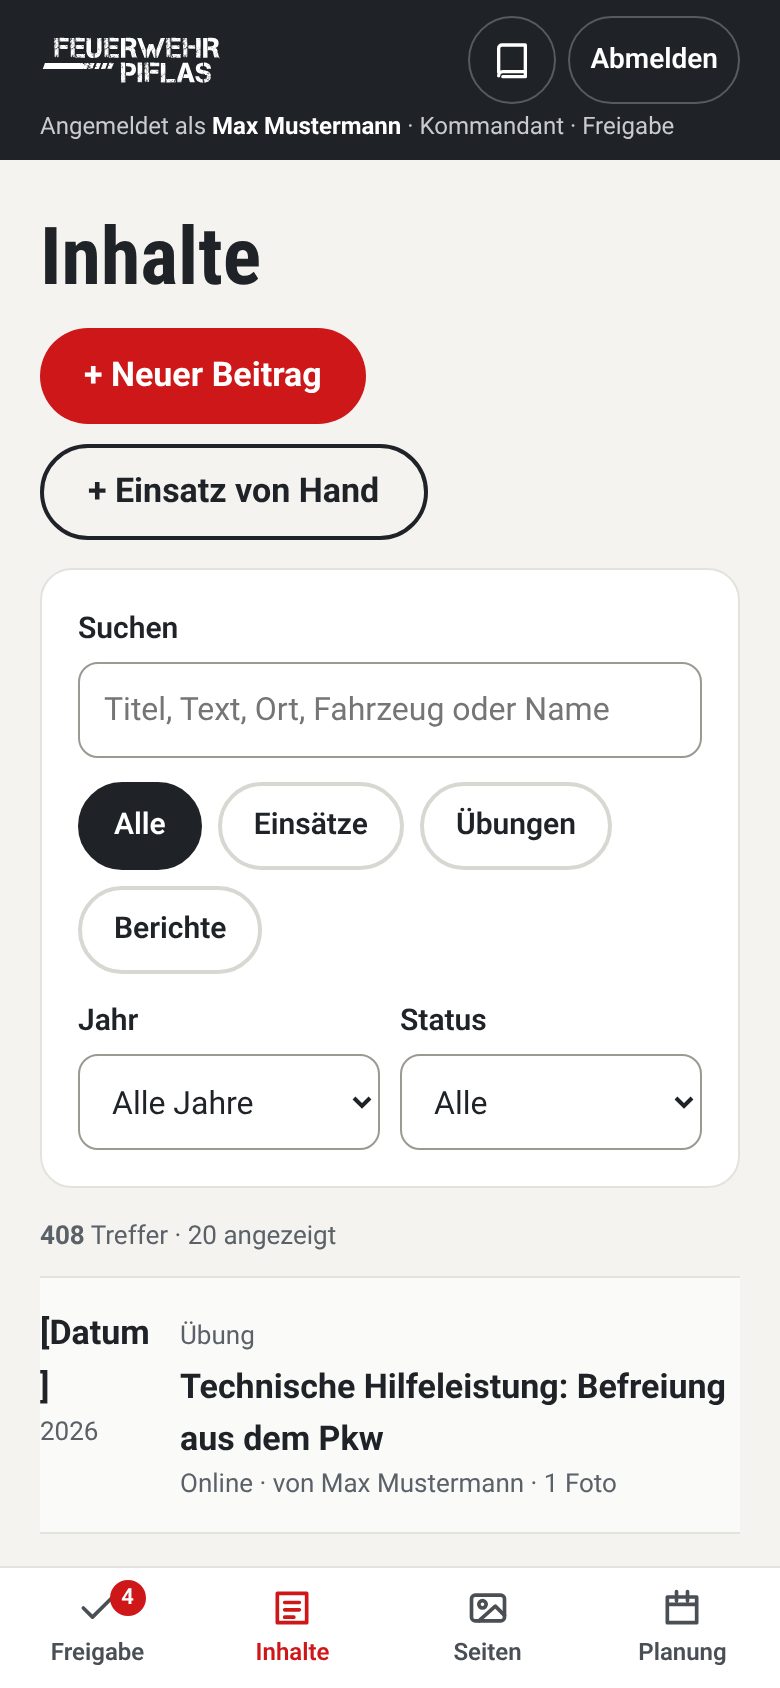 FEUERWEHR
PIFLAS
Abmelden
Angemeldet als Max Mustermann · Kommandant · Freigabe
Inhalte
+ Neuer Beitrag
+ Einsatz von Hand
Suchen
Titel, Text, Ort, Fahrzeug oder Name
Alle
Einsätze
Übungen
Berichte
Jahr
Status
Alle Jahre
Alle
408 Treffer · 20 angezeigt
[Datum
]
2026
Übung
Technische Hilfeleistung: Befreiung
aus dem Pkw
Online · von Max Mustermann · 1 Foto
4
Freigabe
Inhalte
Seiten
Planung